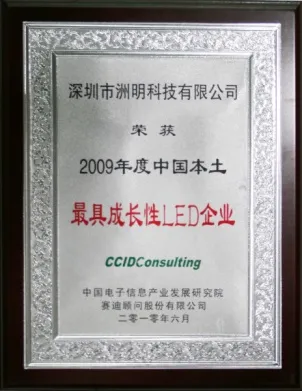 深圳市洲明科技有限公司
荣获
2009年度中国本土
最具成长性LED企业
CCIDConsulting
中国电子信息产业发展研究院
赛迪顾问股份有限公司
二零一零年六月